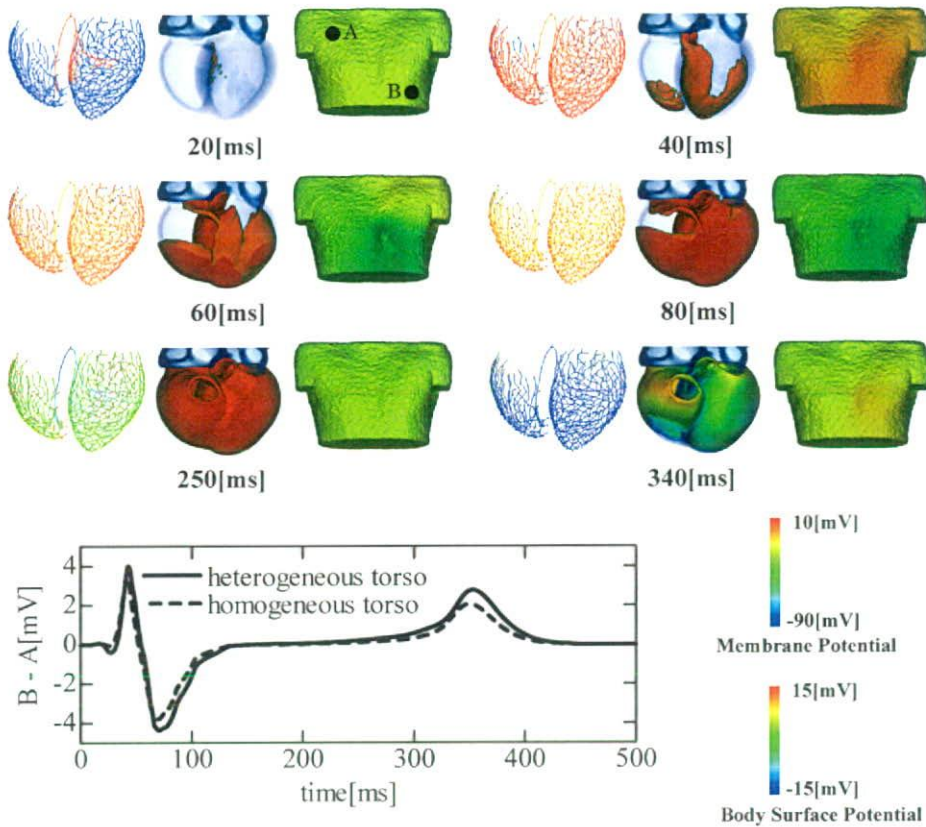 A
B
20[ms]
40[ms]
60[ms]
80[ms]
250[ms]
340[ms]
B - A[mV]
4
2
0
-2
-4
heterogeneous torso
homogeneous torso
0
100
200
300
400
500
time[ms]
10[mV]
-90[mV]
Membrane Potential
15[mV]
-15[mV]
Body Surface Potential